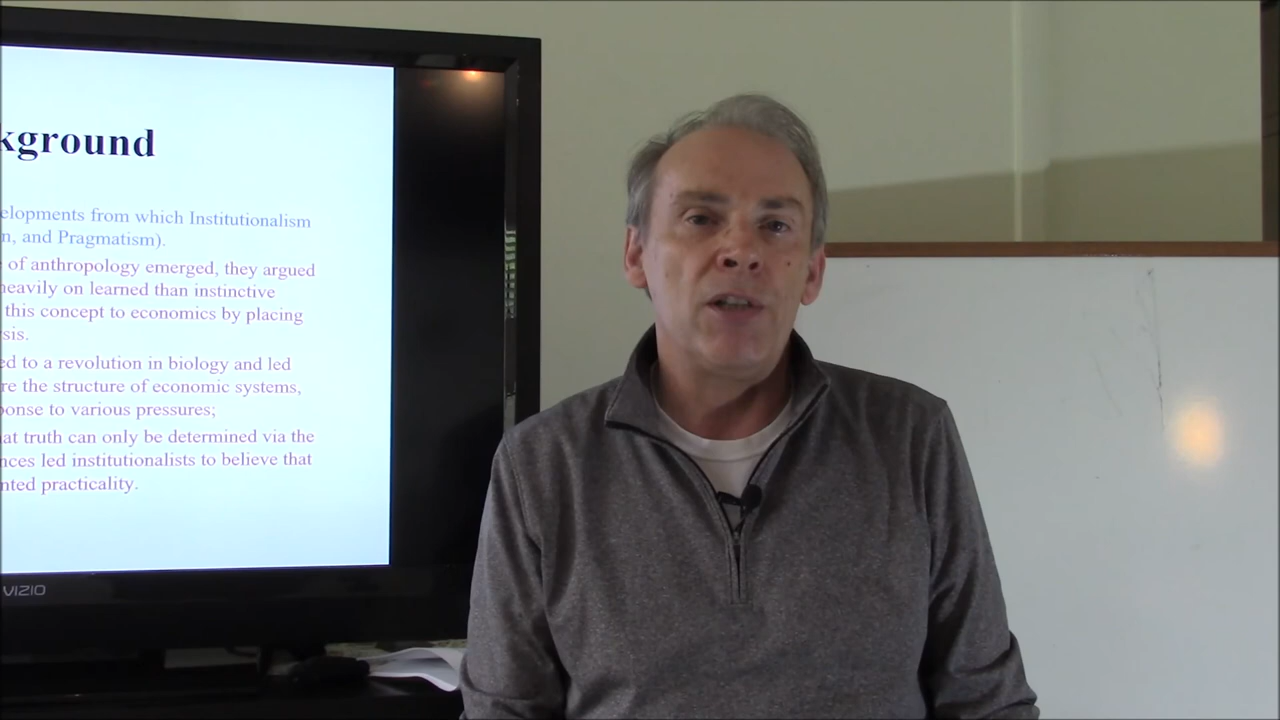 kground
elopments from which Institutionalism
n, and Pragmatism).
e of anthropology emerged, they argued
heavily on learned than instinctive
this concept to economics by placing
sis.
ed to a revolution in biology and led
re the structure of economic systems,
ponse to various pressures;
at truth can only be determined via the
nces led institutionalists to believe that
nted practicality.
VIZIO